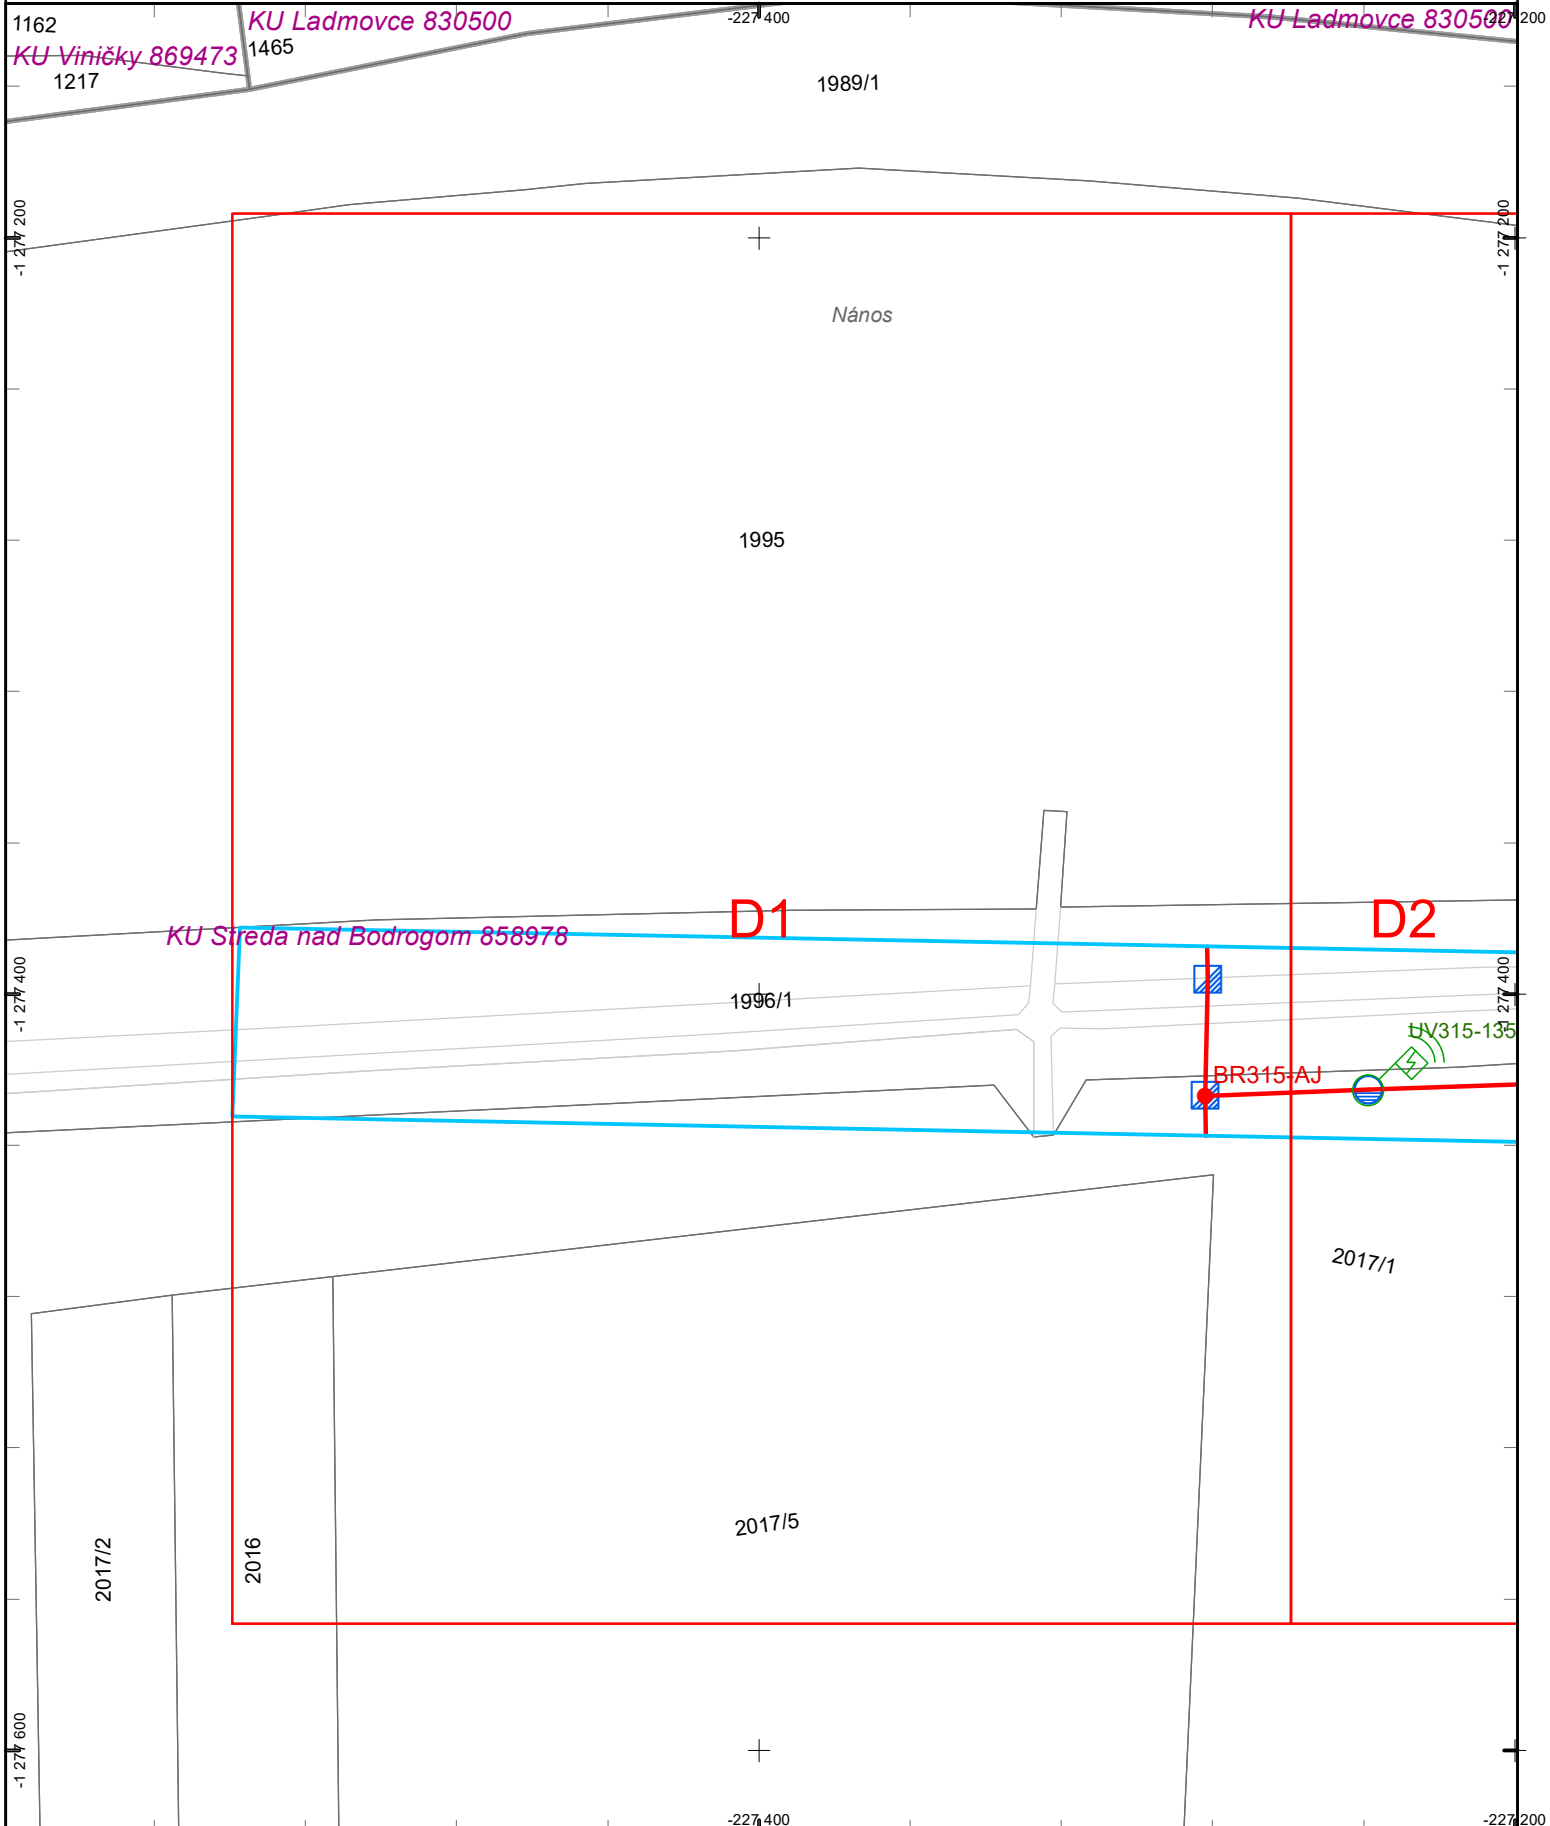 1162
KU Ladmovce 830500
-227 400
KU Ladmovce 830500
-227 200
KU Viničky 869473
1465
1217
1989/1
-1 277 200
-1 277 200
Nános
1995
D1
D2
KU Streda nad Bodrogom 858978
-1 277 400
1996/1
-1 277 400
UV315-135
BR315-AJ
2017/1
2017/5
2017/2
2016
-1 277 600
-227 400
-227 200